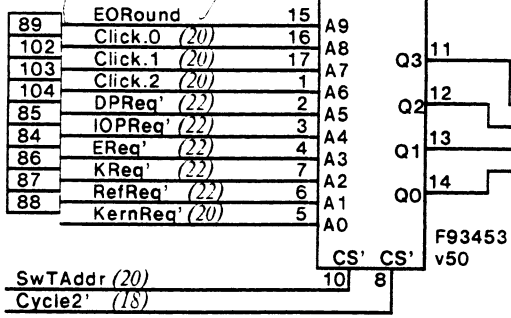 89 EORound 15 A9
102 Click.0 (20) 16 A8
103 Click.1 (20) 17 A7
104 Click.2 (20) 1 A6
85 DPReq' (22) 2 A5
84 IOPReq' (22) 3 A4
86 EReq' (22) 4 A3
87 KReq' (22) 7 A2
88 RefReq' (22) 6 A1
KernReq' (20) 5 A0
Q3 11
Q2 12
Q1 13
Q0 14
F93453
v50
CS' CS'
SwTAddr (20) 10 8
Cycle2' (18)